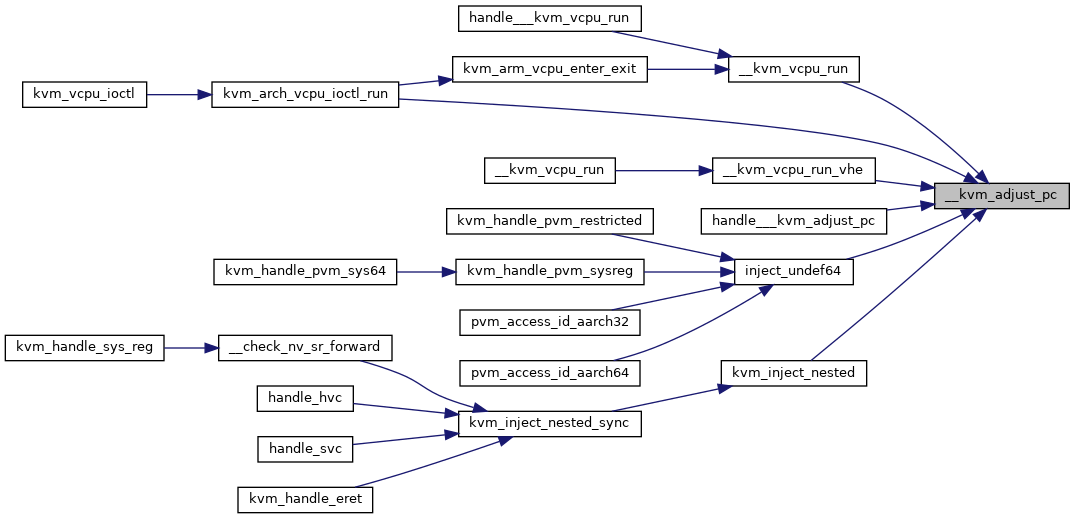 handle___kvm_vcpu_run
kvm_arm_vcpu_enter_exit
__kvm_vcpu_run
kvm_vcpu_ioctl
kvm_arch_vcpu_ioctl_run
__kvm_vcpu_run
__kvm_vcpu_run_vhe
__kvm_adjust_pc
kvm_handle_pvm_restricted
handle___kvm_adjust_pc
kvm_handle_pvm_sys64
kvm_handle_pvm_sysreg
inject_undef64
pvm_access_id_aarch32
kvm_handle_sys_reg
__check_nv_sr_forward
pvm_access_id_aarch64
kvm_inject_nested
handle_hvc
kvm_inject_nested_sync
handle_svc
kvm_handle_eret